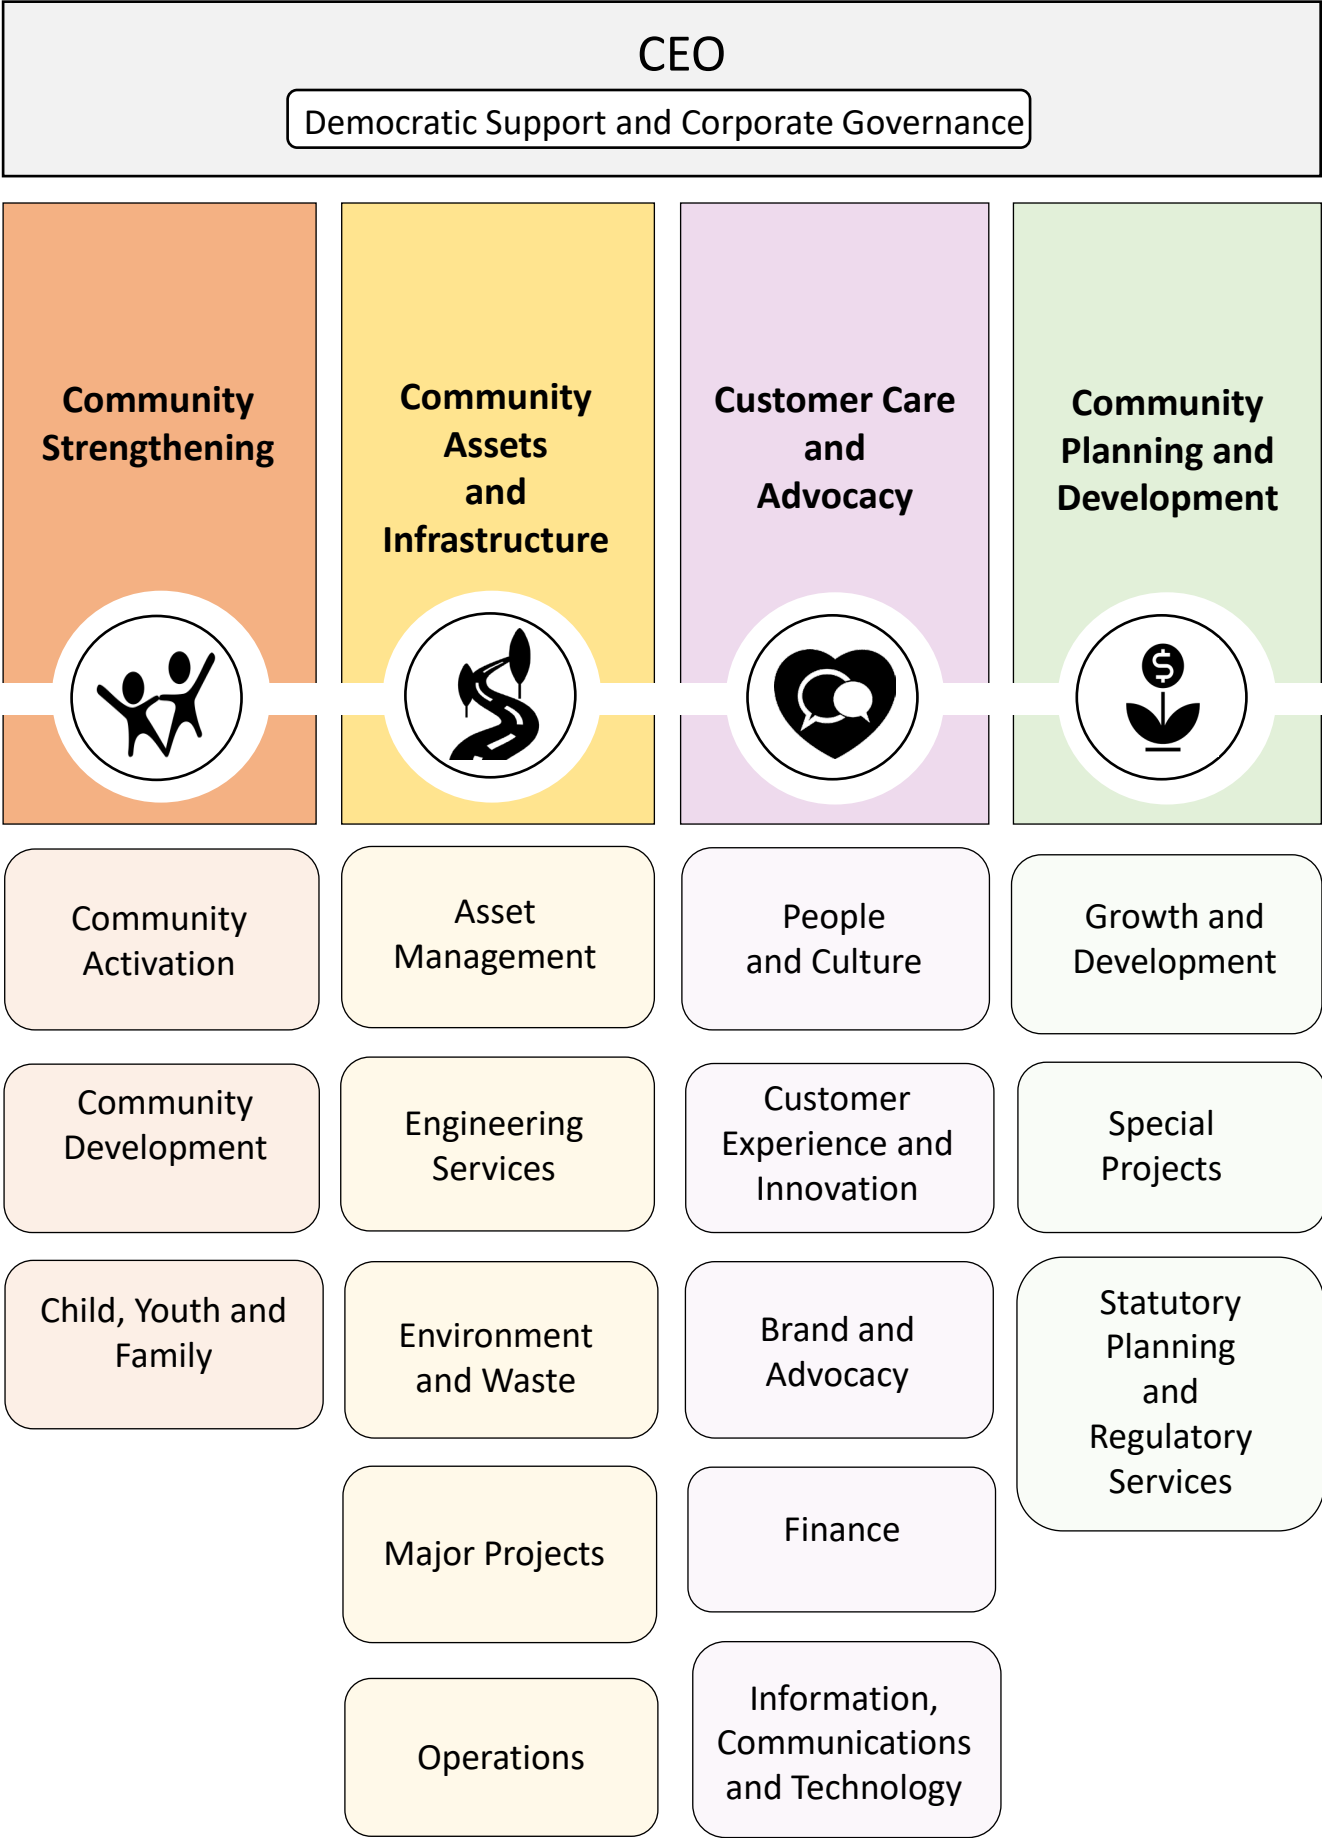 CEO
Democratic Support and Corporate Governance
Community
Strengthening
Community
Assets
and
Infrastructure
Customer Care
and
Advocacy
Community
Planning and
Development
$
Community
Activation
Community
Development
Child, Youth and
Family
Asset
Management
Engineering
Services
Environment
and Waste
Major Projects
Operations
People
and Culture
Customer
Experience and
Innovation
Brand and
Advocacy
Finance
Information,
Communications
and Technology
Growth and
Development
Special
Projects
Statutory
Planning
and
Regulatory
Services